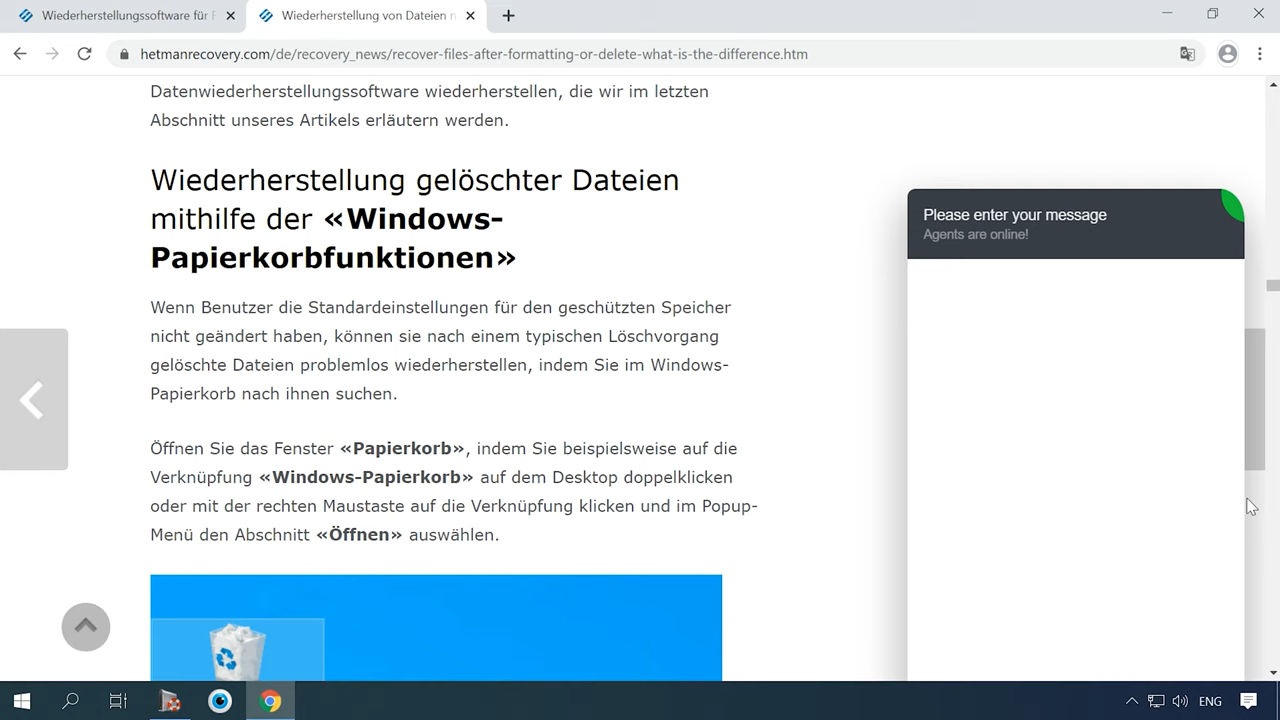 Wiederherstellungssoftware für F
Wiederherstellung von Dateien n
hetmanrecovery.com/de/recovery_news/recover-files-after-formatting-or-delete-what-is-the-difference.htm
Datenwiederherstellungssoftware wiederherstellen, die wir im letzten
Abschnitt unseres Artikels erläutern werden.
Wiederherstellung gelöschter Dateien
mithilfe der «Windows-
Papierkorbfunktionen»
Wenn Benutzer die Standardeinstellungen für den geschützten Speicher
nicht geändert haben, können sie nach einem typischen Löschvorgang
gelöschte Dateien problemlos wiederherstellen, indem Sie im Windows-
Papierkorb nach ihnen suchen.
Öffnen Sie das Fenster «Papierkorb», indem Sie beispielsweise auf die
Verknüpfung «Windows-Papierkorb» auf dem Desktop doppelklicken
oder mit der rechten Maustaste auf die Verknüpfung klicken und im Popup-
Menü den Abschnitt «Öffnen» auswählen.
Please enter your message
Agents are online!
ENG